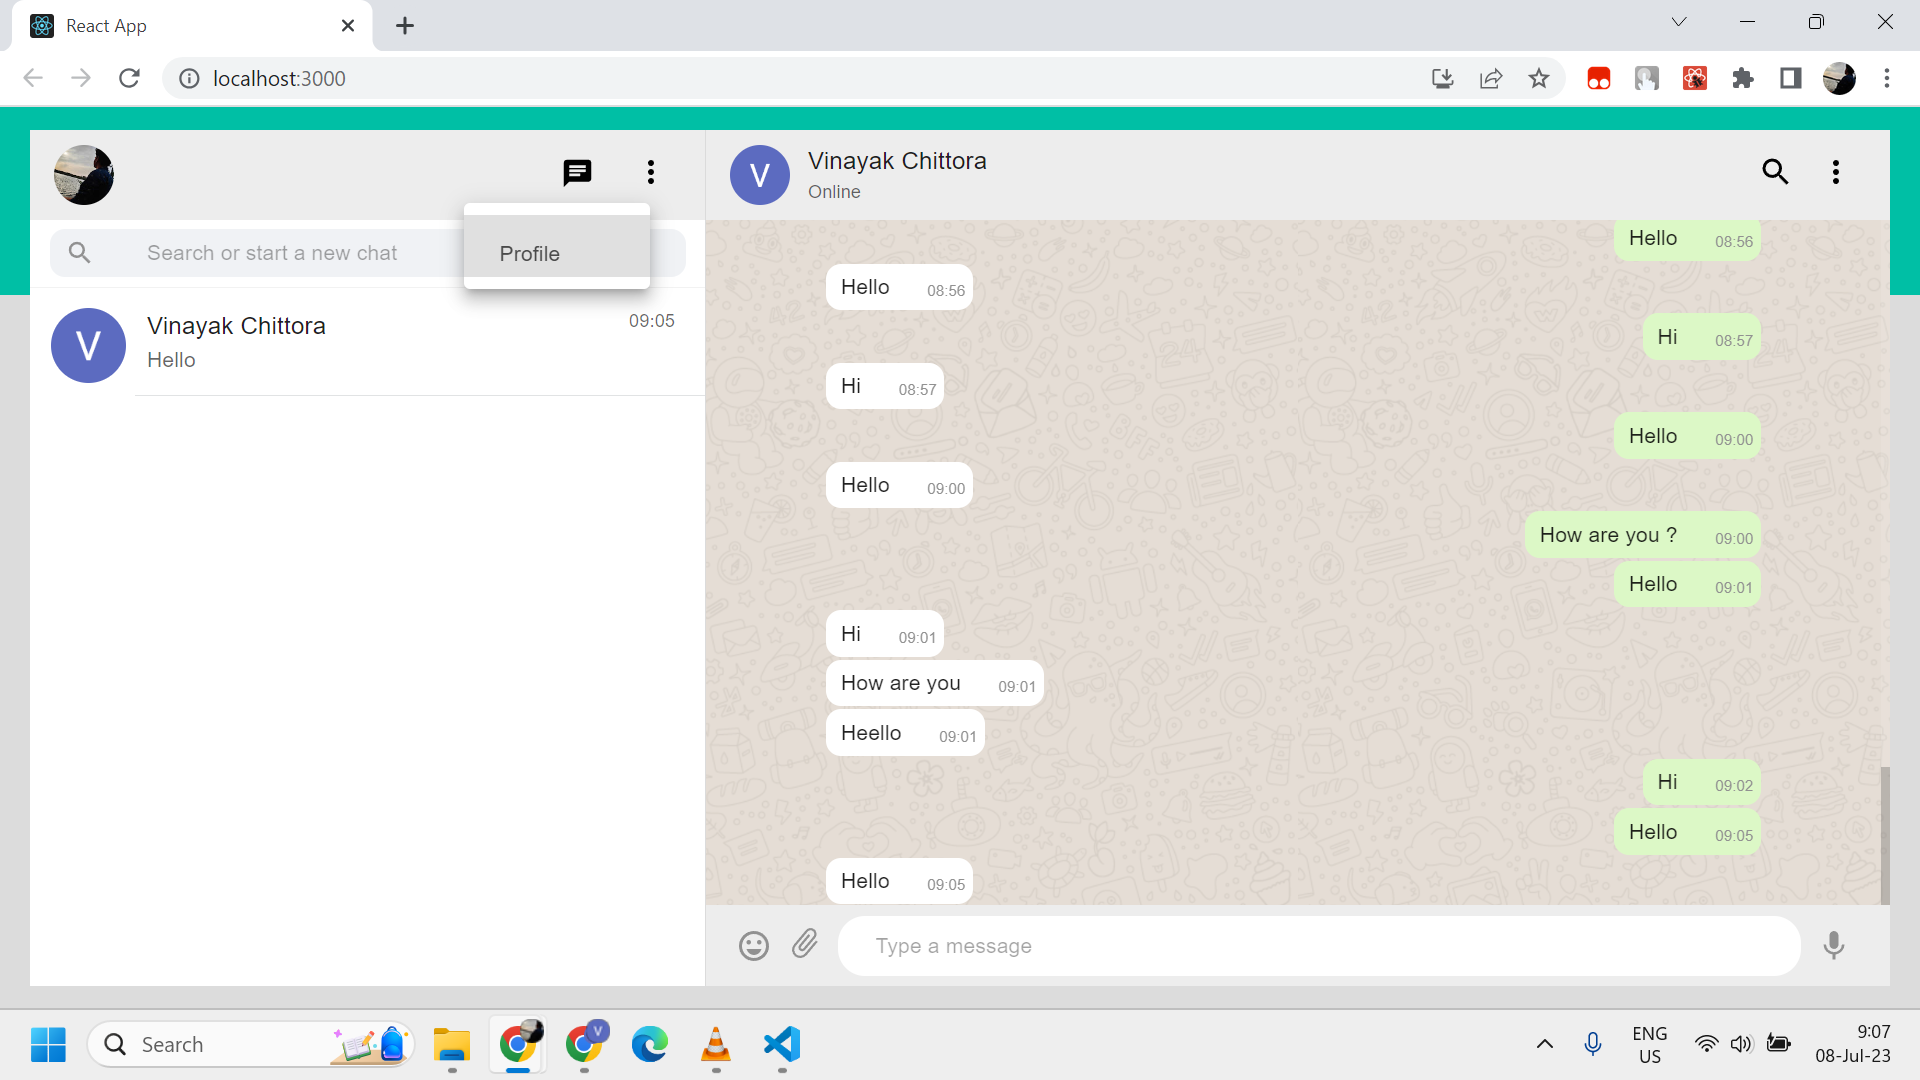 React App
localhost:3000
Vinayak Chittora
Online
Profile
Search or start a new chat
Vinayak Chittora
09:05
Hello
Hello 08:56
Hello 08:56
Hi 08:57
Hi 08:57
Hello 09:00
Hello 09:00
How are you ? 09:00
Hello 09:01
Hi 09:01
How are you 09:01
Heello 09:01
Hi 09:02
Hello 09:05
Hello 09:05
Type a message
V
V
Search
V
ENG
US
9:07
08-Jul-23